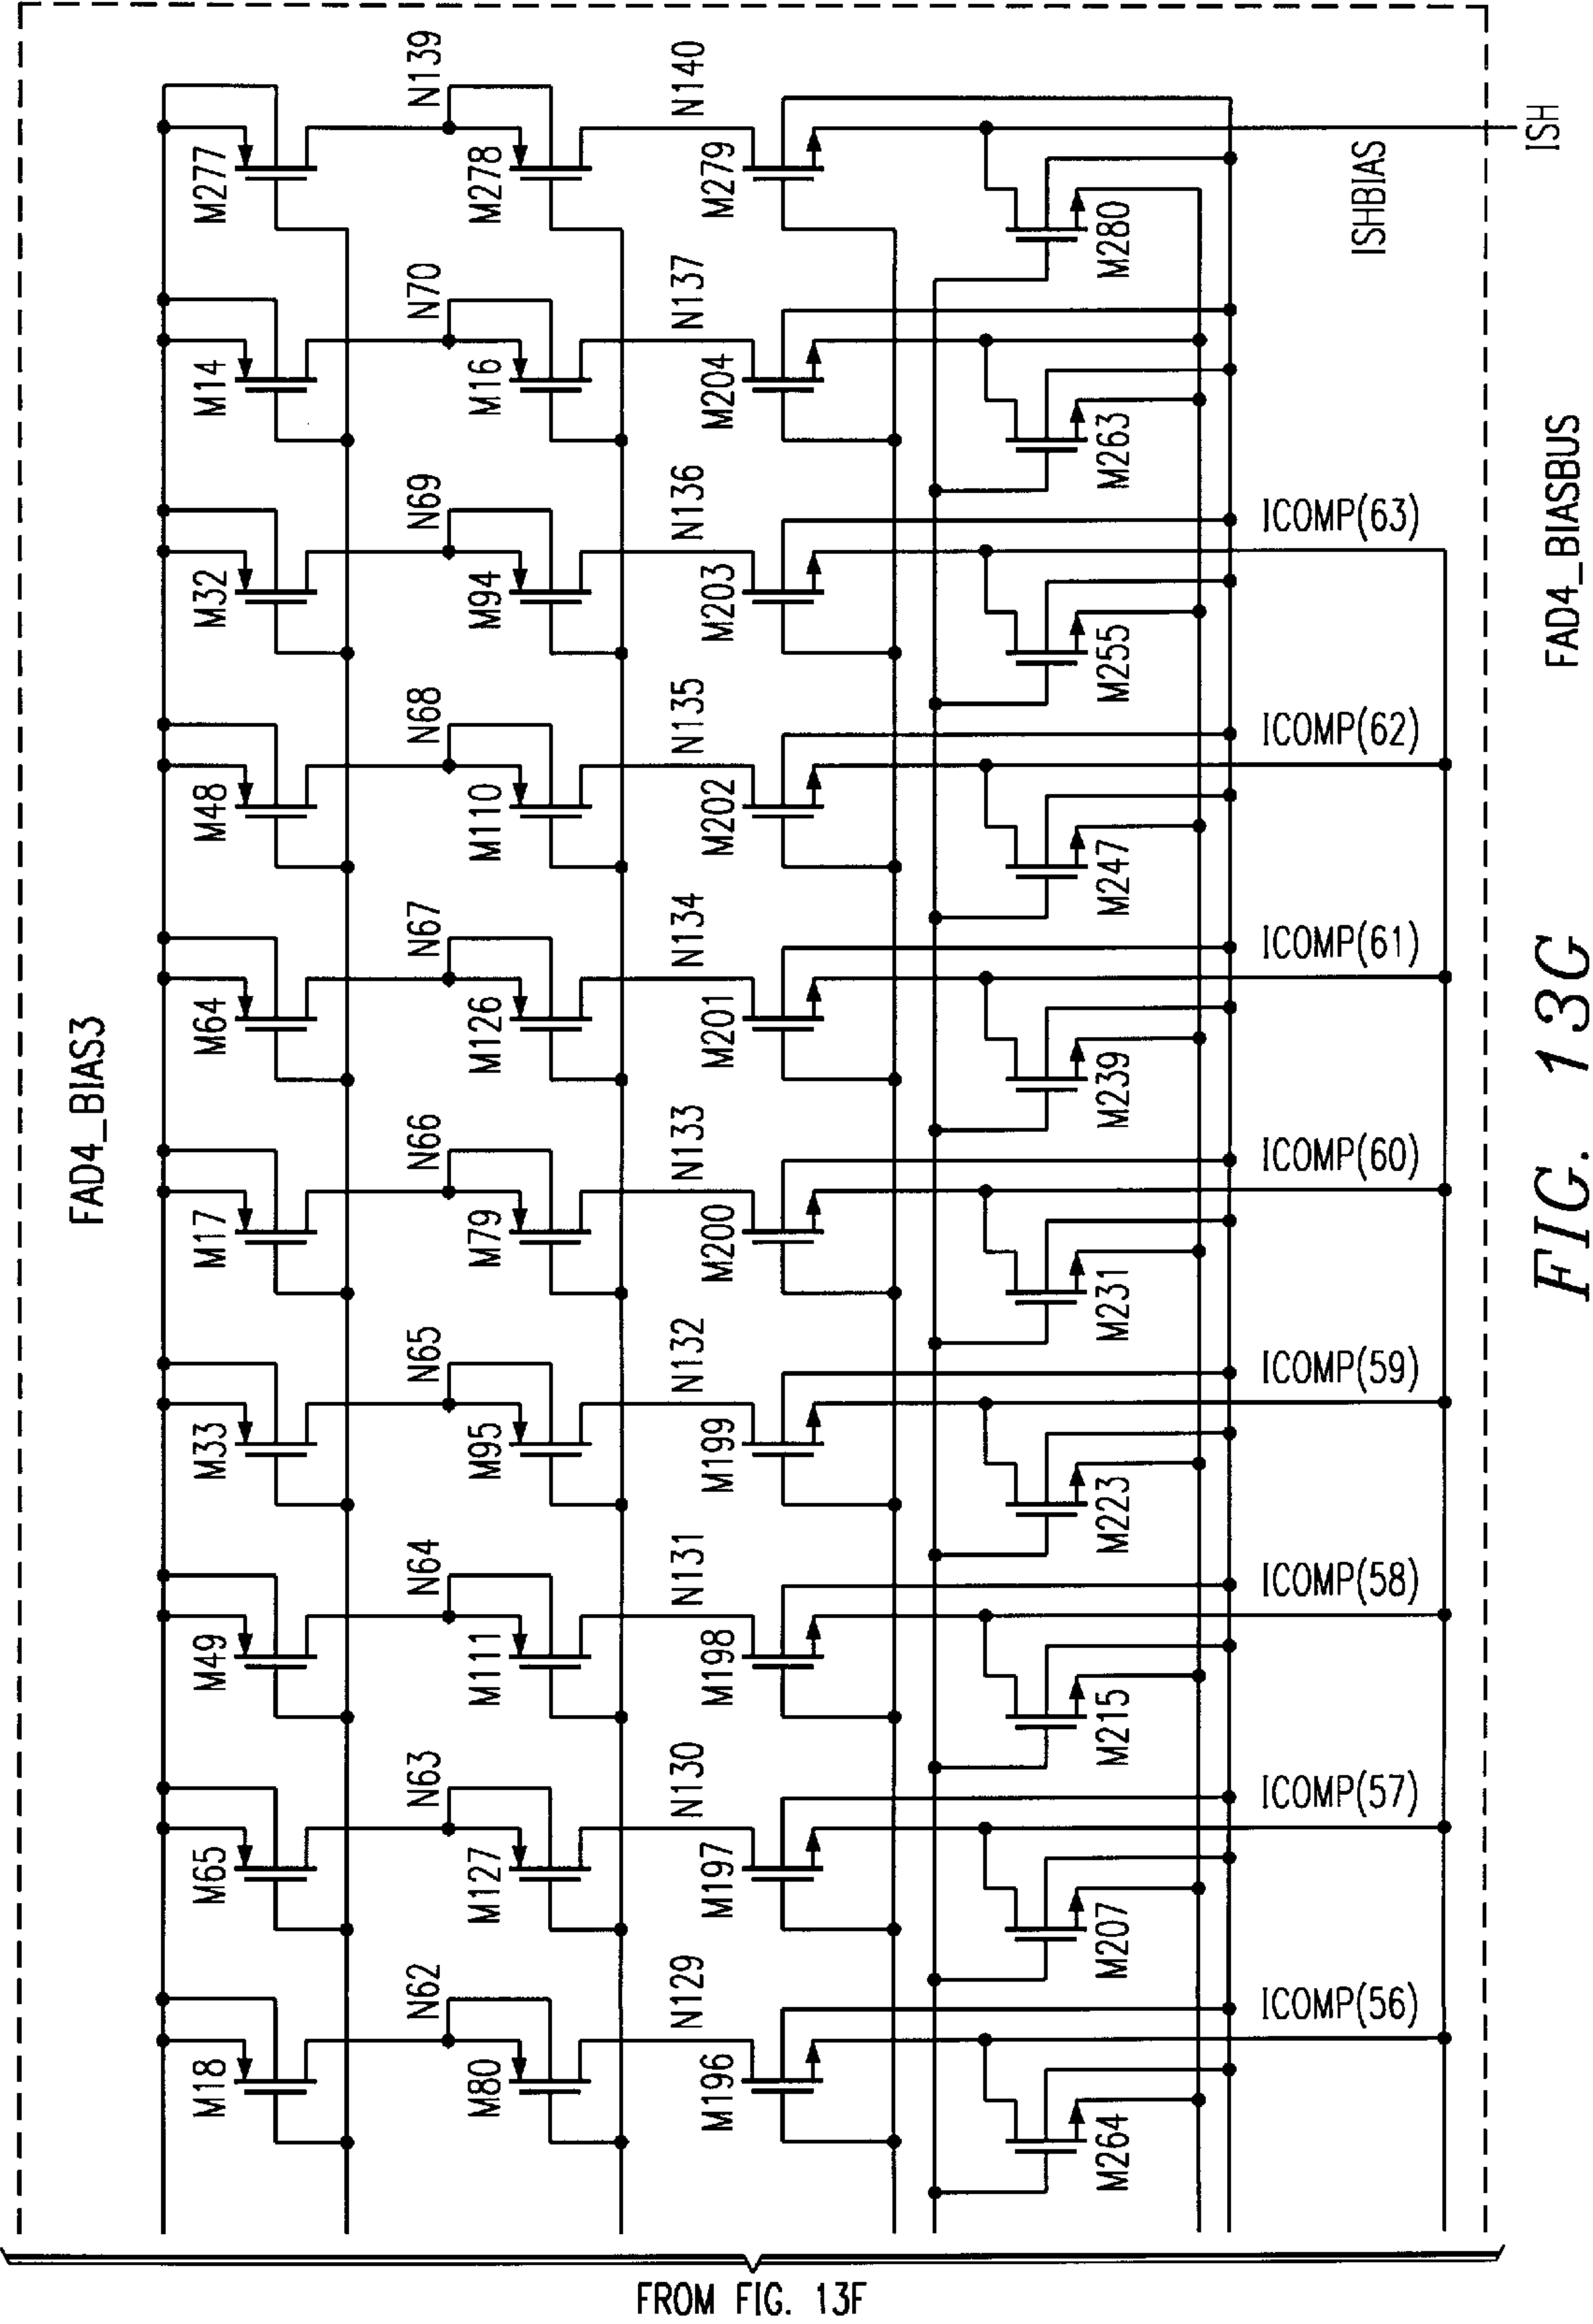 FAD4_BIAS3
M18 M65 M49 M33 M17 M64 M48 M32 M14 M277
N62 N63 N64 N65 N66 N67 N68 N69 N70 N139
M80 M127 M111 M95 M79 M126 M110 M94 M16 M278
N129 N130 N131 N132 N133 N134 N135 N136 N137 N140
M196 M197 M198 M199 M200 M201 M202 M203 M204 M279
M264 M207 M215 M223 M231 M239 M247 M255 M263 M280
ICOMP(56) ICOMP(57) ICOMP(58) ICOMP(59) ICOMP(60) ICOMP(61) ICOMP(62) ICOMP(63)
ISHBIAS
ISH
FAD4_BIASBUS
FROM FIG. 13F
FIG. 13G